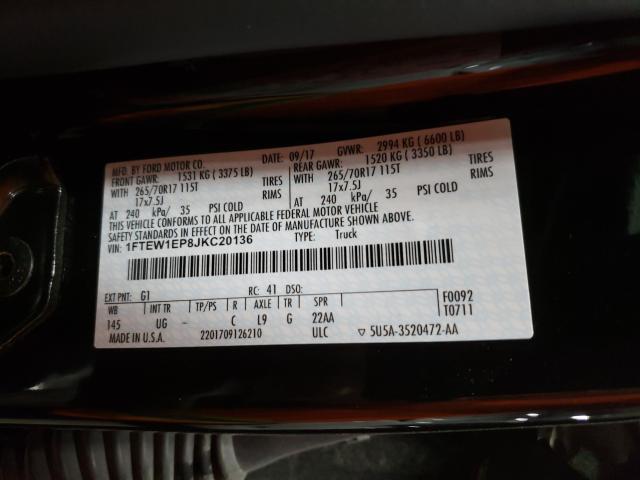 MFD. BY FORD MOTOR CO.
DATE: 09/17 GVWR: 2994 KG ( 6600 LB)
FRONT GAWR: 1531 KG ( 3375 LB) REAR GAWR: 1520 KG ( 3350 LB)
WITH 265/70R17 115T TIRES WITH 265/70R17 115T TIRES
17x7.5J RIMS 17x7.5J RIMS
AT 240 kPa/ 35 PSI COLD AT 240 kPa/ 35 PSI COLD
THIS VEHICLE CONFORMS TO ALL APPLICABLE FEDERAL MOTOR VEHICLE
SAFETY STANDARDS IN EFFECT ON THE DATE OF MANUFACTURE SHOWN ABOVE.
VIN: 1FTEW1EP8JKC20136 TYPE: Truck
EXT PNT: G1 RC: 41 DSO:
WB INT TR TP/PS R AXLE TR SPR F0092
145 UG - C L9 G 22AA T0711
MADE IN U.S.A. 2201709126210 ULC ▽ 5U5A-3520472-AA